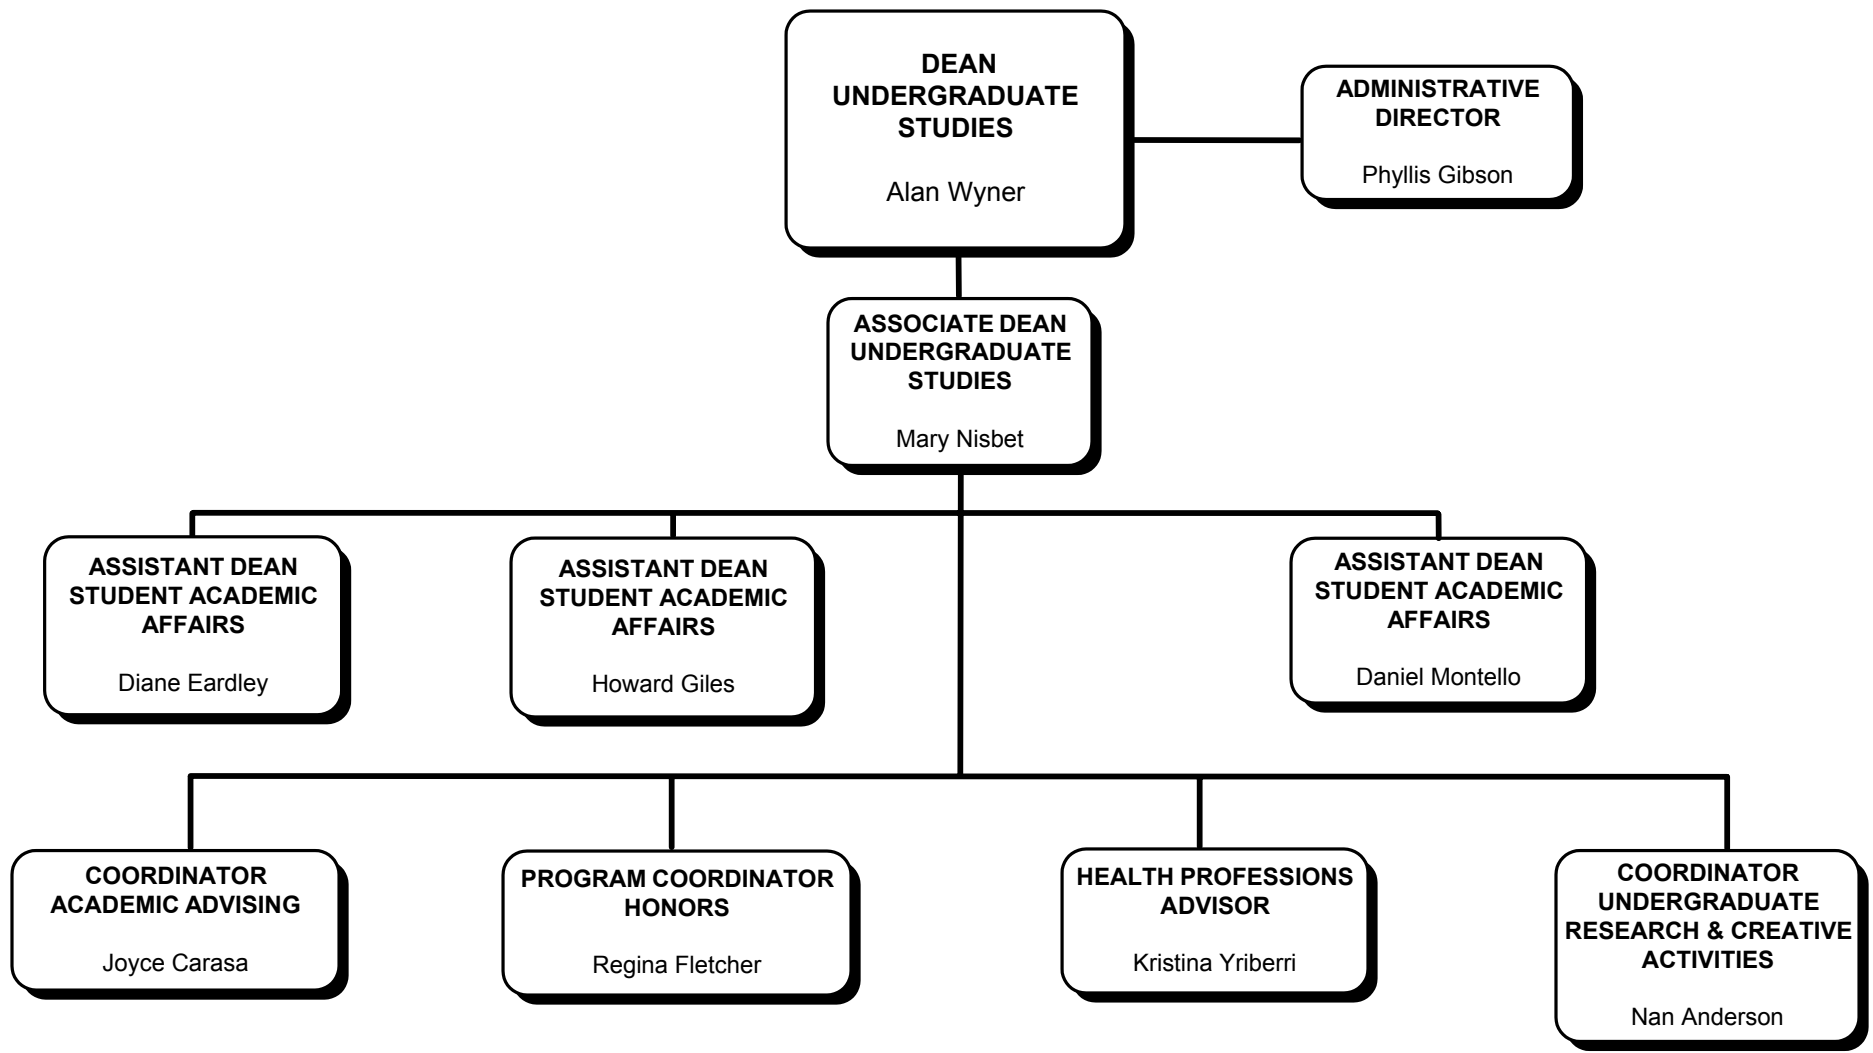 DEAN
UNDERGRADUATE
STUDIES
Alan Wyner
ADMINISTRATIVE
DIRECTOR
Phyllis Gibson
ASSOCIATE DEAN
UNDERGRADUATE
STUDIES
Mary Nisbet
ASSISTANT DEAN
STUDENT ACADEMIC
AFFAIRS
Diane Eardley
ASSISTANT DEAN
STUDENT ACADEMIC
AFFAIRS
Howard Giles
ASSISTANT DEAN
STUDENT ACADEMIC
AFFAIRS
Daniel Montello
COORDINATOR
ACADEMIC ADVISING
Joyce Carasa
PROGRAM COORDINATOR
HONORS
Regina Fletcher
HEALTH PROFESSIONS
ADVISOR
Kristina Yriberri
COORDINATOR
UNDERGRADUATE
RESEARCH & CREATIVE
ACTIVITIES
Nan Anderson